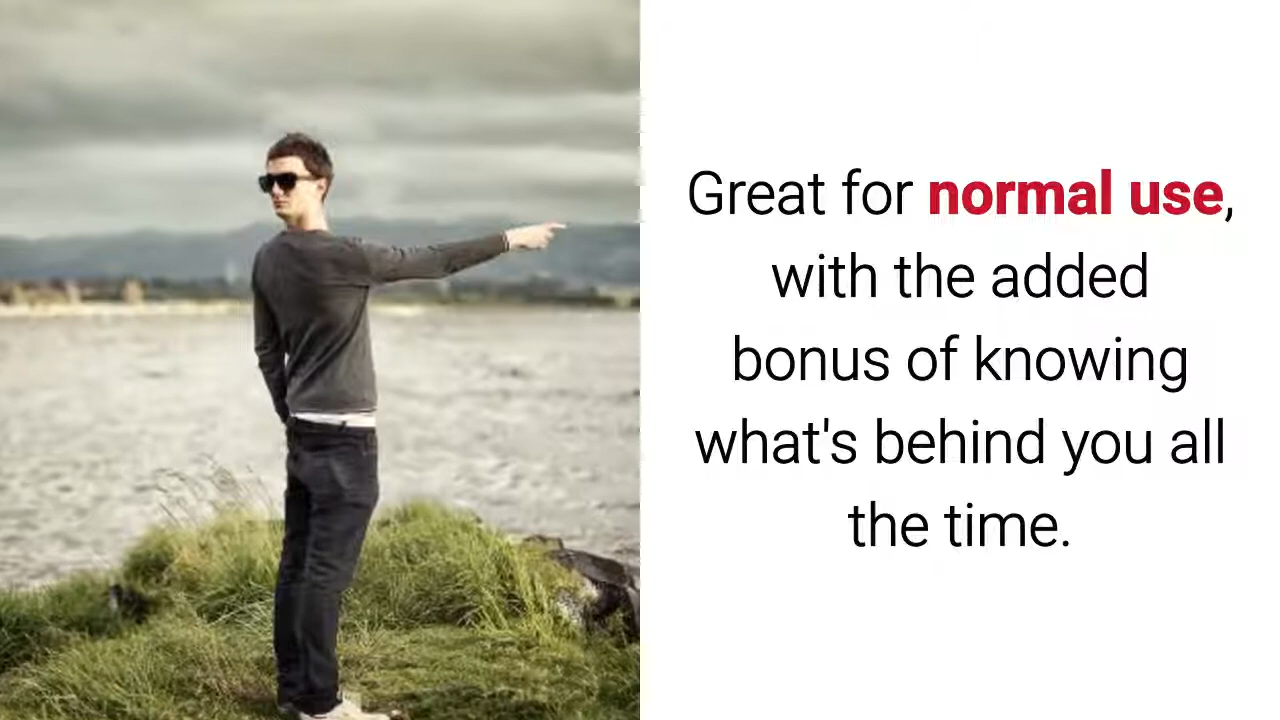 Great for normal use,
with the added
bonus of knowing
what's behind you all
the time.